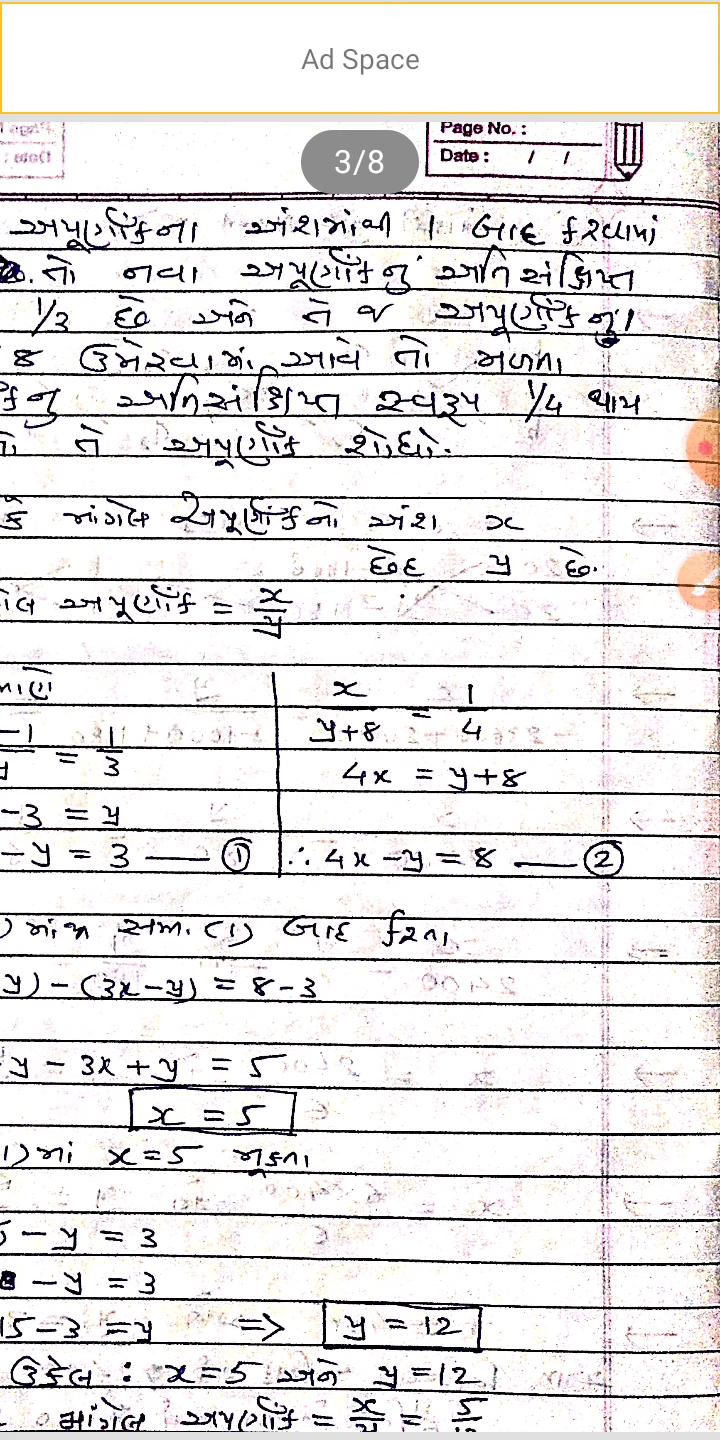 Ad Space
Page No. :
3/8
Date : / /
અપૂર્ણાંકના અંશમાંથી 1 બાદ કરવામાં
છે. તો નવા અપૂર્ણાંકનું અતિસંક્ષિપ્ત
1/3 છે અને તે જ અપૂર્ણાંકનું
8 ઉમેરવામાં આવે તો મળતા
કનું અતિસંક્ષિપ્ત સ્વરૂપ 1/4 થાય
તે અપૂર્ણાંક શોધો.
કે માંગેલ અપૂર્ણાંકનો અંશ x
છેદ y છે.
અપૂર્ણાંક = x/y
x/(y+8) = 1/4
-1/y = 1/3
4x = y+8
-3 = y
-y = 3 — ①
∴ 4x - y = 8 — ②
સમ. (1) બાદ કરતા
y) - (3x - y) = 8 - 3
y - 3x + y = 5
x = 5
1) માં x = 5 મૂકતા
5 - y = 3
- y = 3
15 - 3 = y ⇒ y = 12
ઉકેલ : x = 5 અને y = 12
માંગેલ અપૂર્ણાંક = x/y = 5